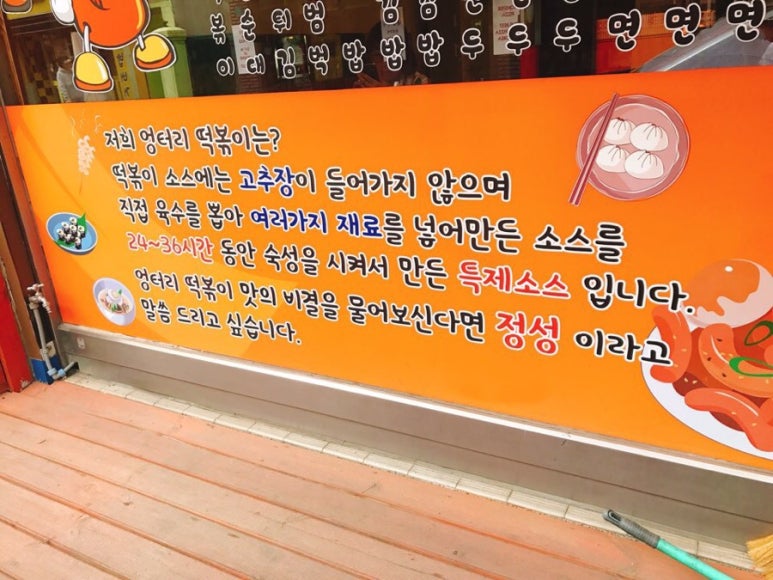 저희 엉터리 떡볶이는?
떡볶이 소스에는 고추장이 들어가지 않으며
직접 육수를 뽑아 여러가지 재료를 넣어만든 소스를
24~36시간 동안 숙성을 시켜서 만든 득제소스 입니다.
엉터리 떡볶이 맛의 비결을 물어보신다면 정성 이라고
말씀 드리고 싶습니다.